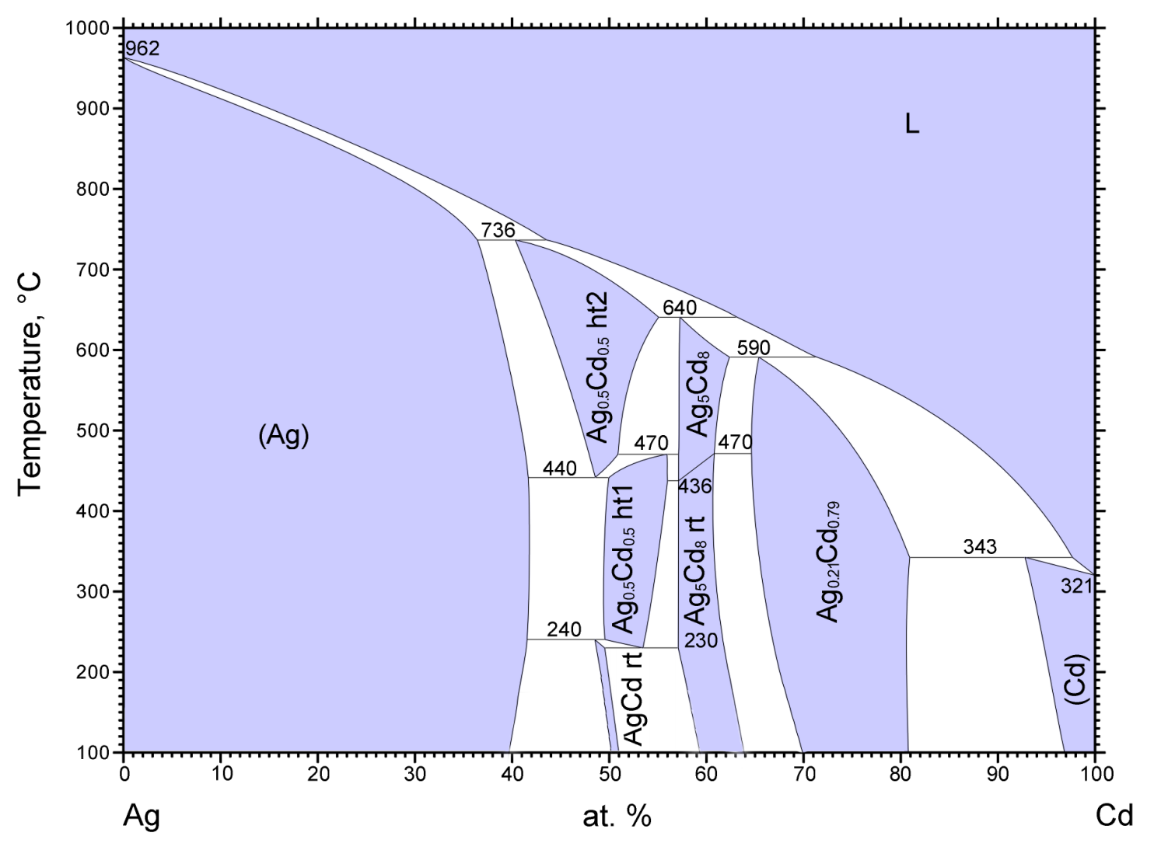 1000
962
900
L
800
736
700
640
600
590
Temperature, °C
Ag0.5Cd0.5 ht2
Ag5Cd8
(Ag)
500
470
470
440
436
400
Ag0.5Cd0.5 ht1
Ag5Cd8 rt
Ag0.21Cd0.79
343
321
300
240
230
200
AgCd rt
(Cd)
100
0 10 20 30 40 50 60 70 80 90 100
Ag at. % Cd